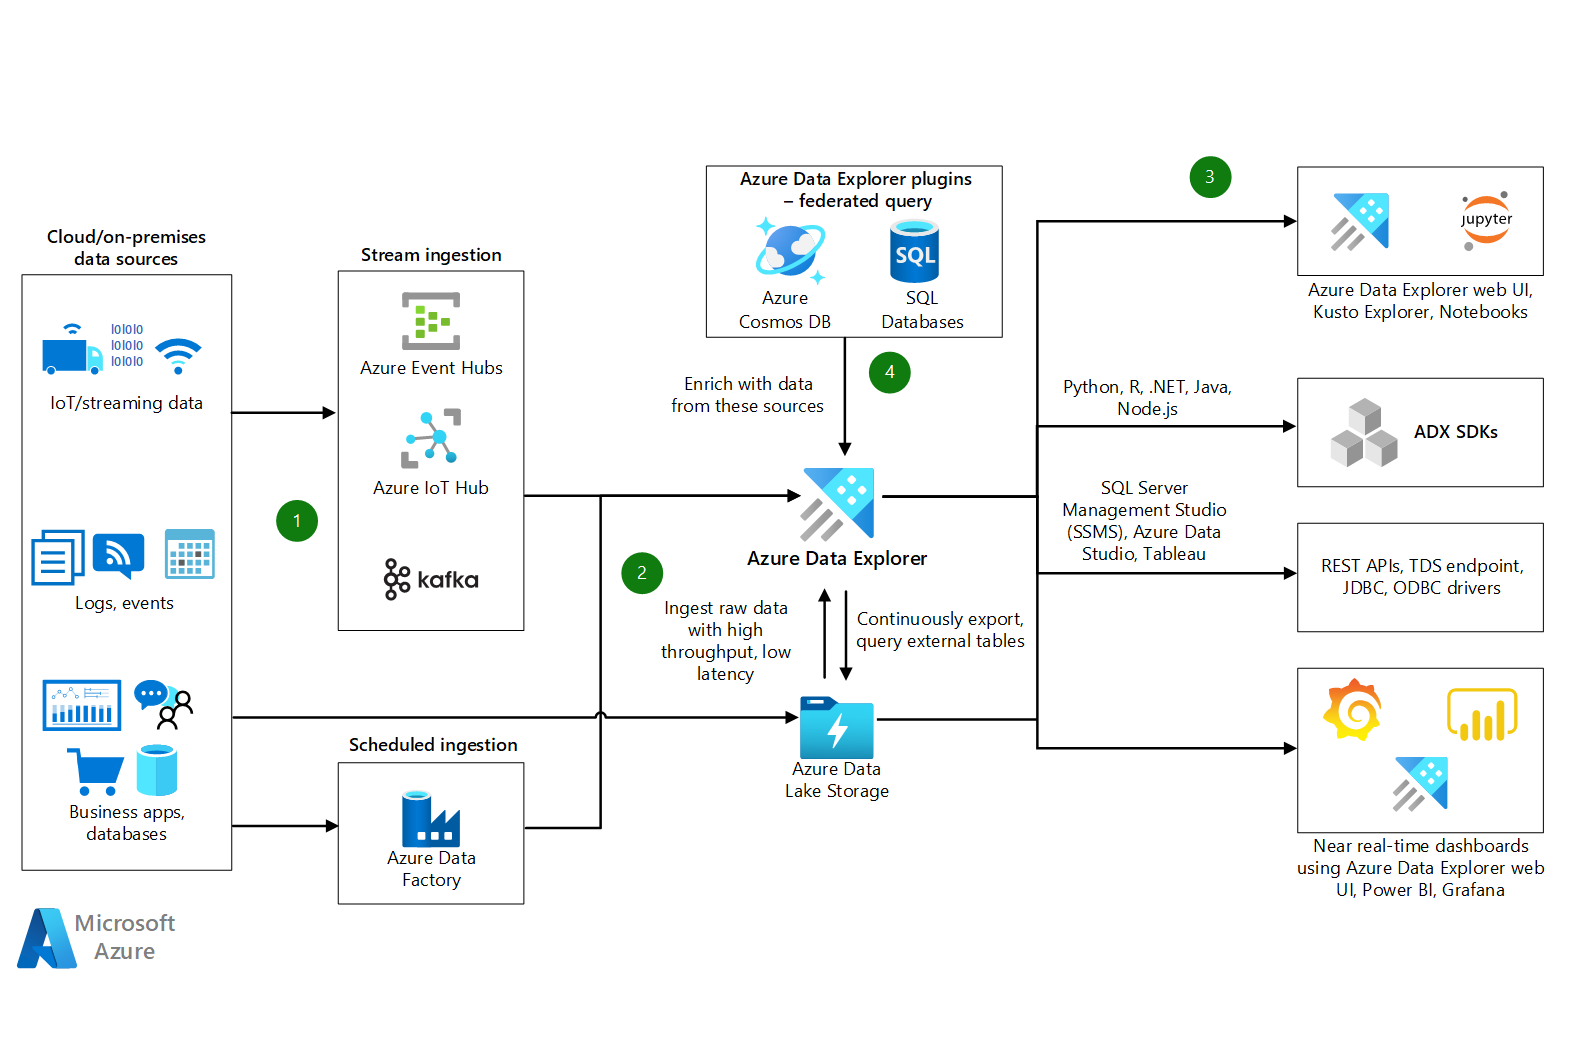 Cloud/on-premises
data sources
IoIoIo
IoIoIo
IoIoIo
IoT/streaming data
Logs, events
Business apps,
databases
Microsoft
Azure
1
Stream ingestion
Azure Event Hubs
Azure IoT Hub
kafka
Scheduled ingestion
Azure Data
Factory
2
Azure Data Explorer plugins
– federated query
Azure
Cosmos DB
SQL
SQL
Databases
4
Enrich with data
from these sources
Azure Data Explorer
Ingest raw data
with high
throughput, low
latency
Continuously export,
query external tables
Azure Data
Lake Storage
3
jupyter
Azure Data Explorer web UI,
Kusto Explorer, Notebooks
Python, R, .NET, Java,
Node.js
ADX SDKs
SQL Server
Management Studio
(SSMS), Azure Data
Studio, Tableau
REST APIs, TDS endpoint,
JDBC, ODBC drivers
Near real-time dashboards
using Azure Data Explorer web
UI, Power BI, Grafana